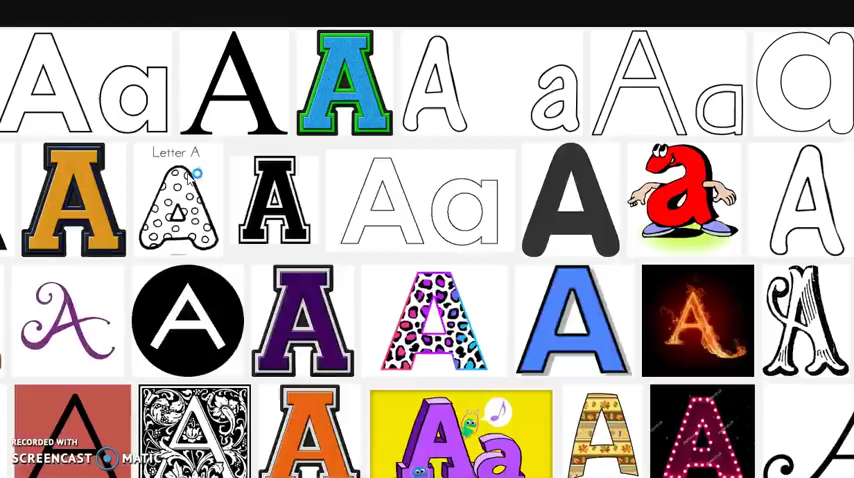 Aa A A A a Aa a
Letter A
A A A Aa A a A
A A A A A A A
A A A Aa A A A
RECORDED WITH
SCREENCAST MATIC